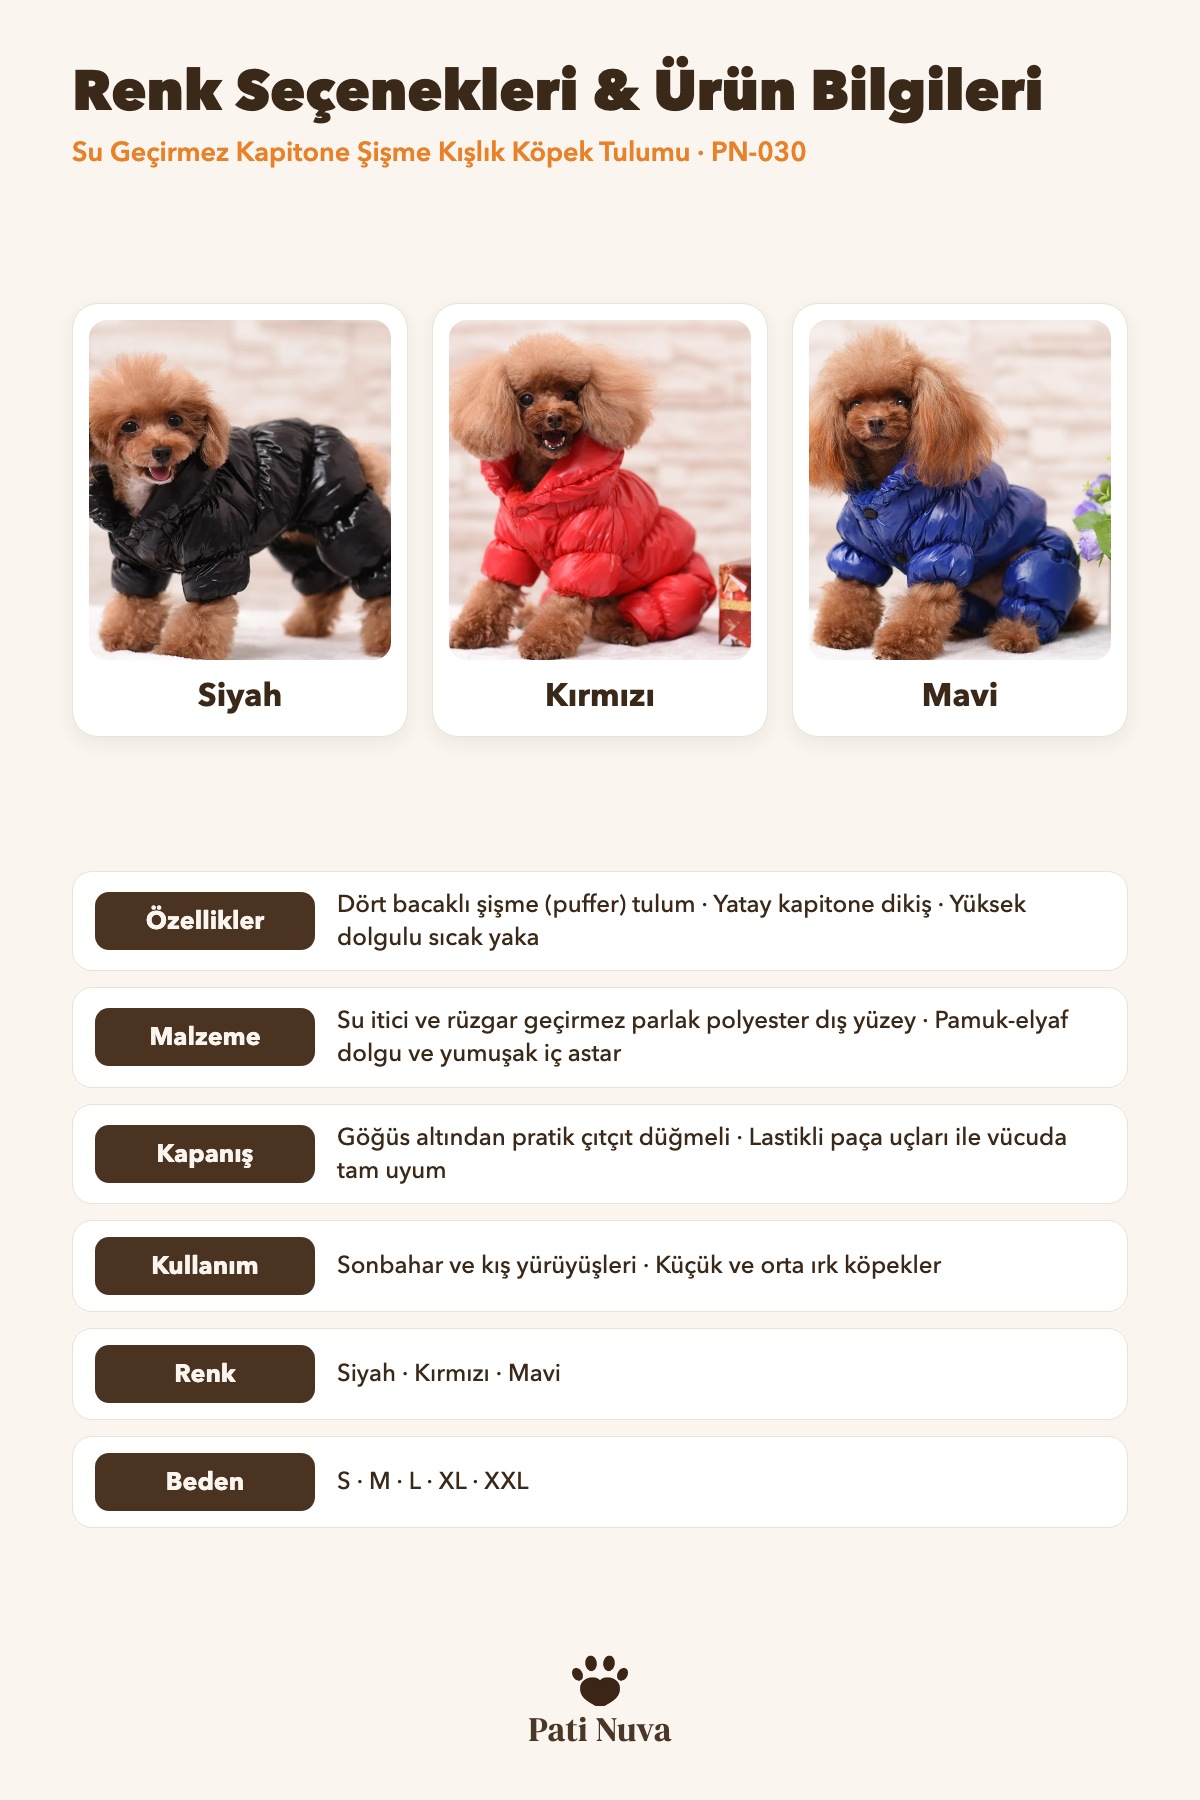 Renk Seçenekleri & Ürün Bilgileri
Su Geçirmez Kapitone Şişme Kışlık Köpek Tulumu · PN-030
Siyah
Kırmızı
Mavi
Özellikler
Dört bacaklı şişme (puffer) tulum · Yatay kapitone dikiş · Yüksek
dolgulu sıcak yaka
Malzeme
Su itici ve rüzgar geçirmez parlak polyester dış yüzey · Pamuk-elyaf
dolgu ve yumuşak iç astar
Kapanış
Göğüs altından pratik çıtçıt düğmeli · Lastikli paça uçları ile vücuda
tam uyum
Kullanım
Sonbahar ve kış yürüyüşleri · Küçük ve orta ırk köpekler
Renk
Siyah · Kırmızı · Mavi
Beden
S · M · L · XL · XXL
Pati Nuva